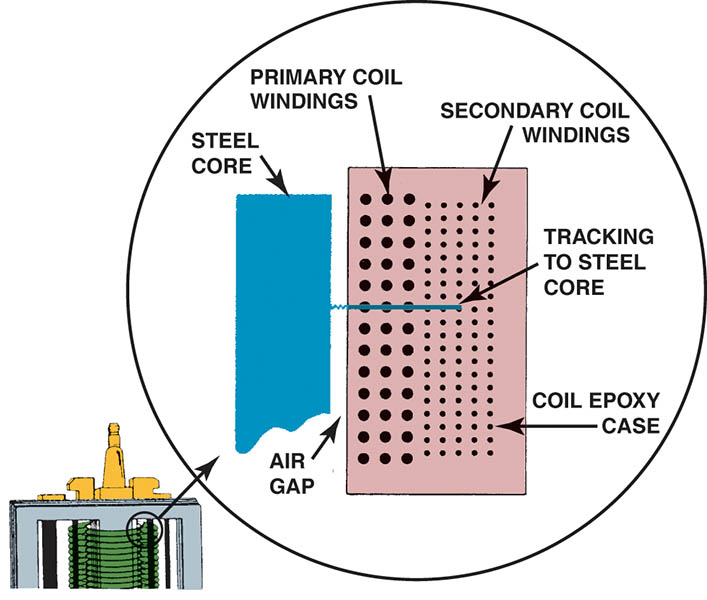 PRIMARY COIL
WINDINGS
SECONDARY COIL
WINDINGS
STEEL
CORE
TRACKING
TO STEEL
CORE
COIL EPOXY
CASE
AIR
GAP